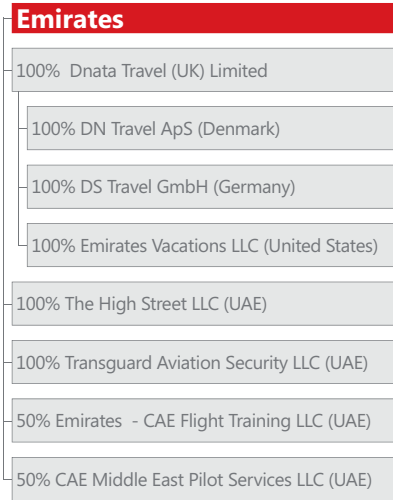 Emirates
100% Dnata Travel (UK) Limited
100% DN Travel ApS (Denmark)
100% DS Travel GmbH (Germany)
100% Emirates Vacations LLC (United States)
100% The High Street LLC (UAE)
100% Transguard Aviation Security LLC (UAE)
50% Emirates - CAE Flight Training LLC (UAE)
50% CAE Middle East Pilot Services LLC (UAE)